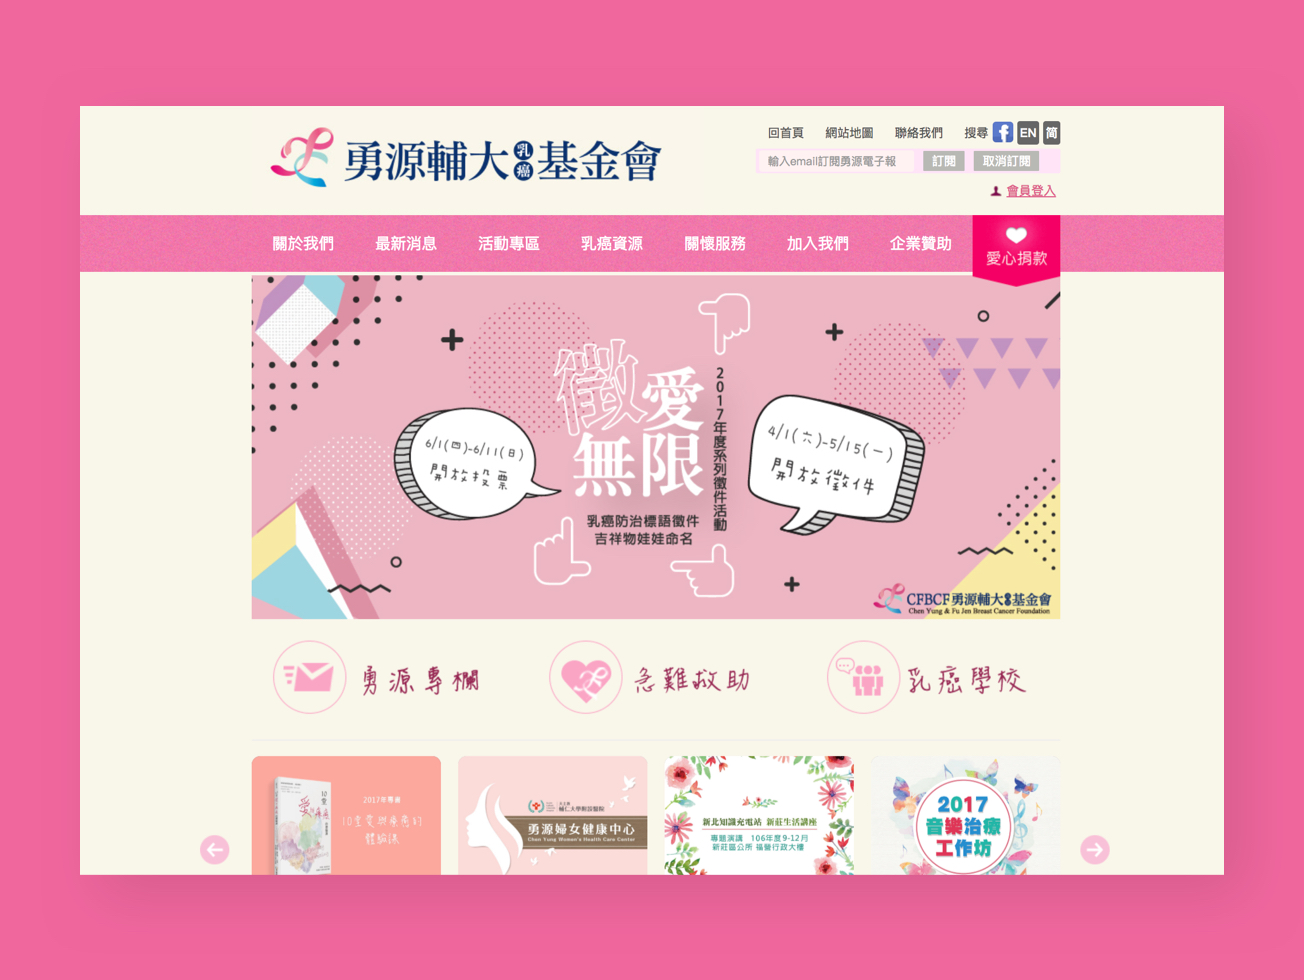 勇源輔大乳癌基金會
回首頁 網站地圖 聯絡我們 搜尋 f EN 简
輸入email訂閱勇源電子報 訂閱 取消訂閱
會員登入
關於我們 最新消息 活動專區 乳癌資源 關懷服務 加入我們 企業贊助 愛心捐款
徵愛
無限
2017年度系列徵件活動
乳癌防治標語徵件
吉祥物娃娃命名
6/1(四)-6/11(日)
開放投票
4/1(六)-5/15(一)
開放徵件
CFBCF勇源輔大乳癌基金會
Chen Yung & Fu Jen Breast Cancer Foundation
勇源專欄 急難救助 乳癌學校
10堂
愛與療癒
2017年專書
10堂愛與療癒的
體驗課
輔仁大學附設醫院
勇源婦女健康中心
Chen Yung Women's Health Care Center
新北知識充電站 新莊生活講座
專題演講 106年度9-12月
新莊區公所 福營行政大樓
2017
音樂治療
工作坊